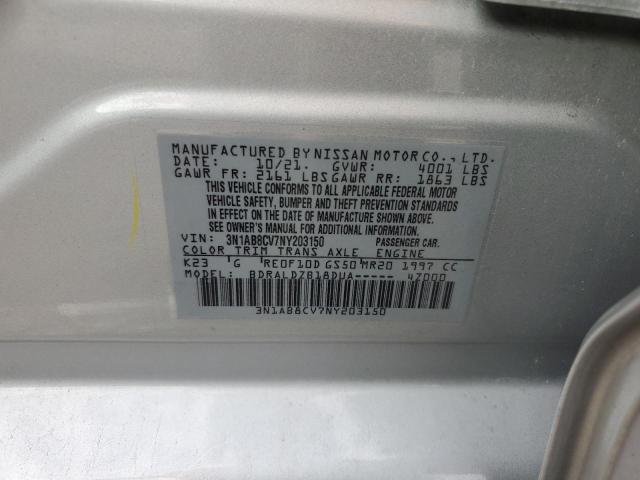 MANUFACTURED BY NISSAN MOTOR CO., LTD.
DATE: 10/21. GVWR: 4001 LBS
GAWR FR: 2161 LBS GAWR RR: 1863 LBS
THIS VEHICLE CONFORMS TO ALL APPLICABLE FEDERAL MOTOR
VEHICLE SAFETY, BUMPER AND THEFT PREVENTION STANDARDS
IN EFFECT ON THE DATE OF MANUFACTURE SHOWN ABOVE.
SEE OWNER'S MANUAL FOR ADDITIONAL INFORMATION
VIN: 3N1AB8CV7NY203150 PASSENGER CAR.
COLOR TRIM TRANS AXLE ENGINE
K23 G RE0F10D GS50 MR20 1997 CC
MODEL: BDRALDZB18DUA----- 4Z000
3N1AB8CV7NY203150